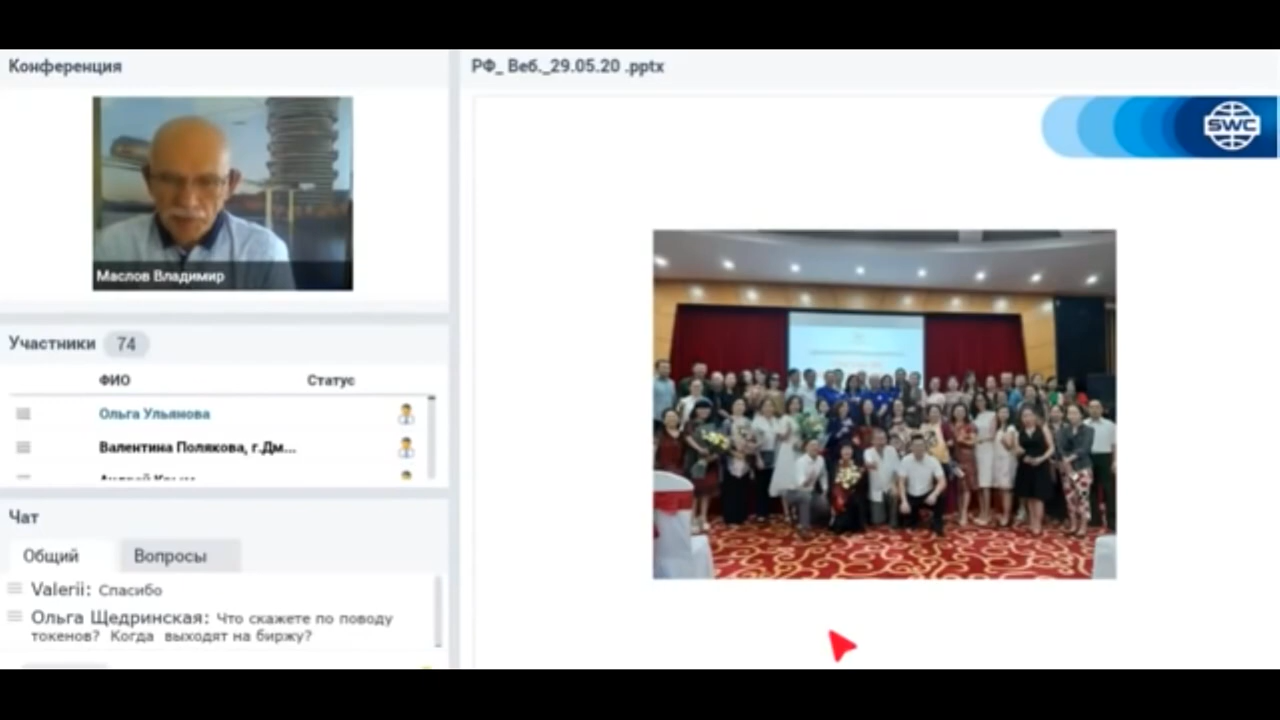 Конференция
РФ_ Веб._29.05.20 .pptx
SWC
Маслов Владимир
Участники 74
ФИО Статус
Ольга Ульянова
Валентина Полякова, г.Дм...
Чат
Общий Вопросы
Valerii: Спасибо
Ольга Щедринская: Что скажете по поводу
токенов? Когда выходят на биржу?